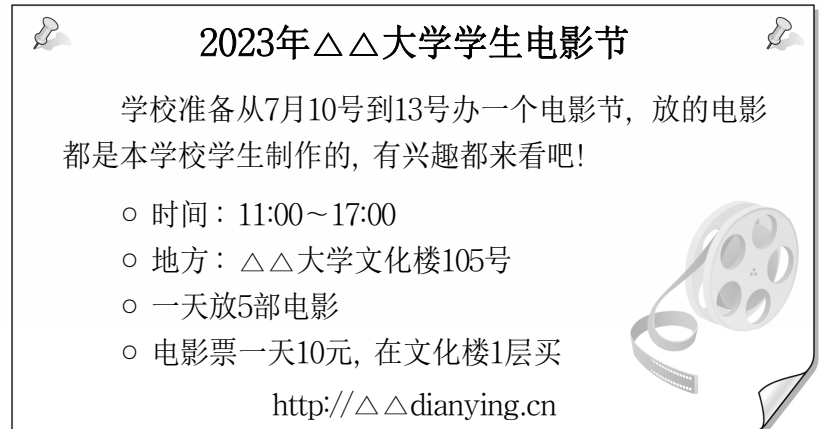 2023年△△大学学生电影节
学校准备从7月10号到13号办一个电影节, 放的电影
都是本学校学生制作的, 有兴趣都来看吧!
○ 时间: 11:00～17:00
○ 地方: △△大学文化楼105号
○ 一天放5部电影
○ 电影票一天10元, 在文化楼1层买
http://△△dianying.cn